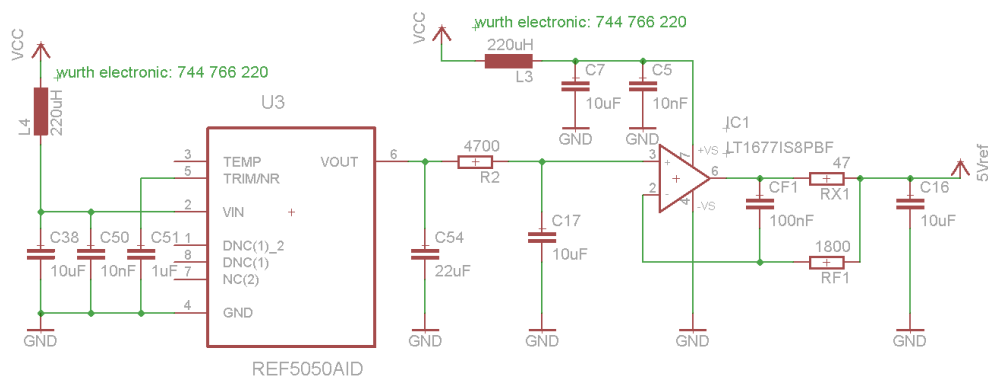 VCC
wurth electronic: 744 766 220
220uH
L3
VCC
wurth electronic: 744 766 220
L4
220uH
C7
10uF
GND
C5
10nF
GND
U3
IC1
LT1677IS8PBF
3
TEMP
5
TRIM/NR
2
VIN
1
DNC(1)_2
8
DNC(1)
7
NC(2)
4
GND
VOUT
6
4700
R2
3
+
2
-
7
+VS
4
-VS
6
47
RX1
5Vref
C38
10uF
C50
10nF
C51
1uF
C54
22uF
C17
10uF
CF1
100nF
1800
RF1
C16
10uF
GND
GND
GND
GND
GND
REF5050AID